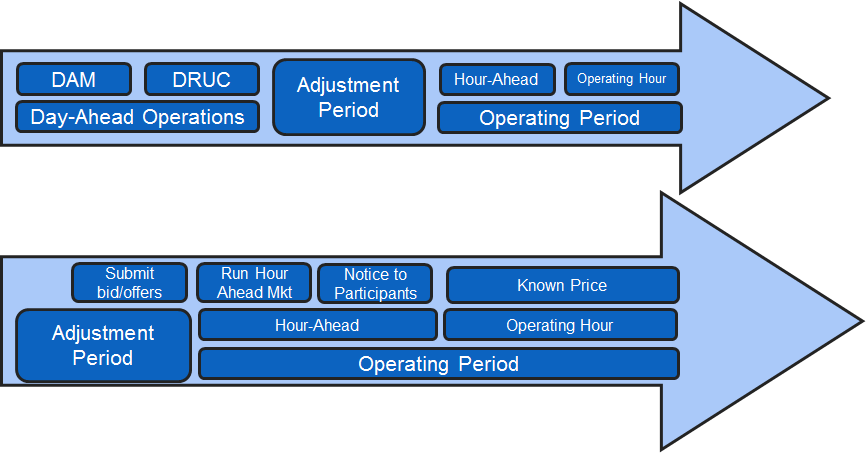 DAM
DRUC
Day-Ahead Operations
Adjustment
Period
Hour-Ahead
Operating Hour
Operating Period
Submit
bid/offers
Run Hour
Ahead Mkt
Notice to
Participants
Known Price
Adjustment
Period
Hour-Ahead
Operating Hour
Operating Period